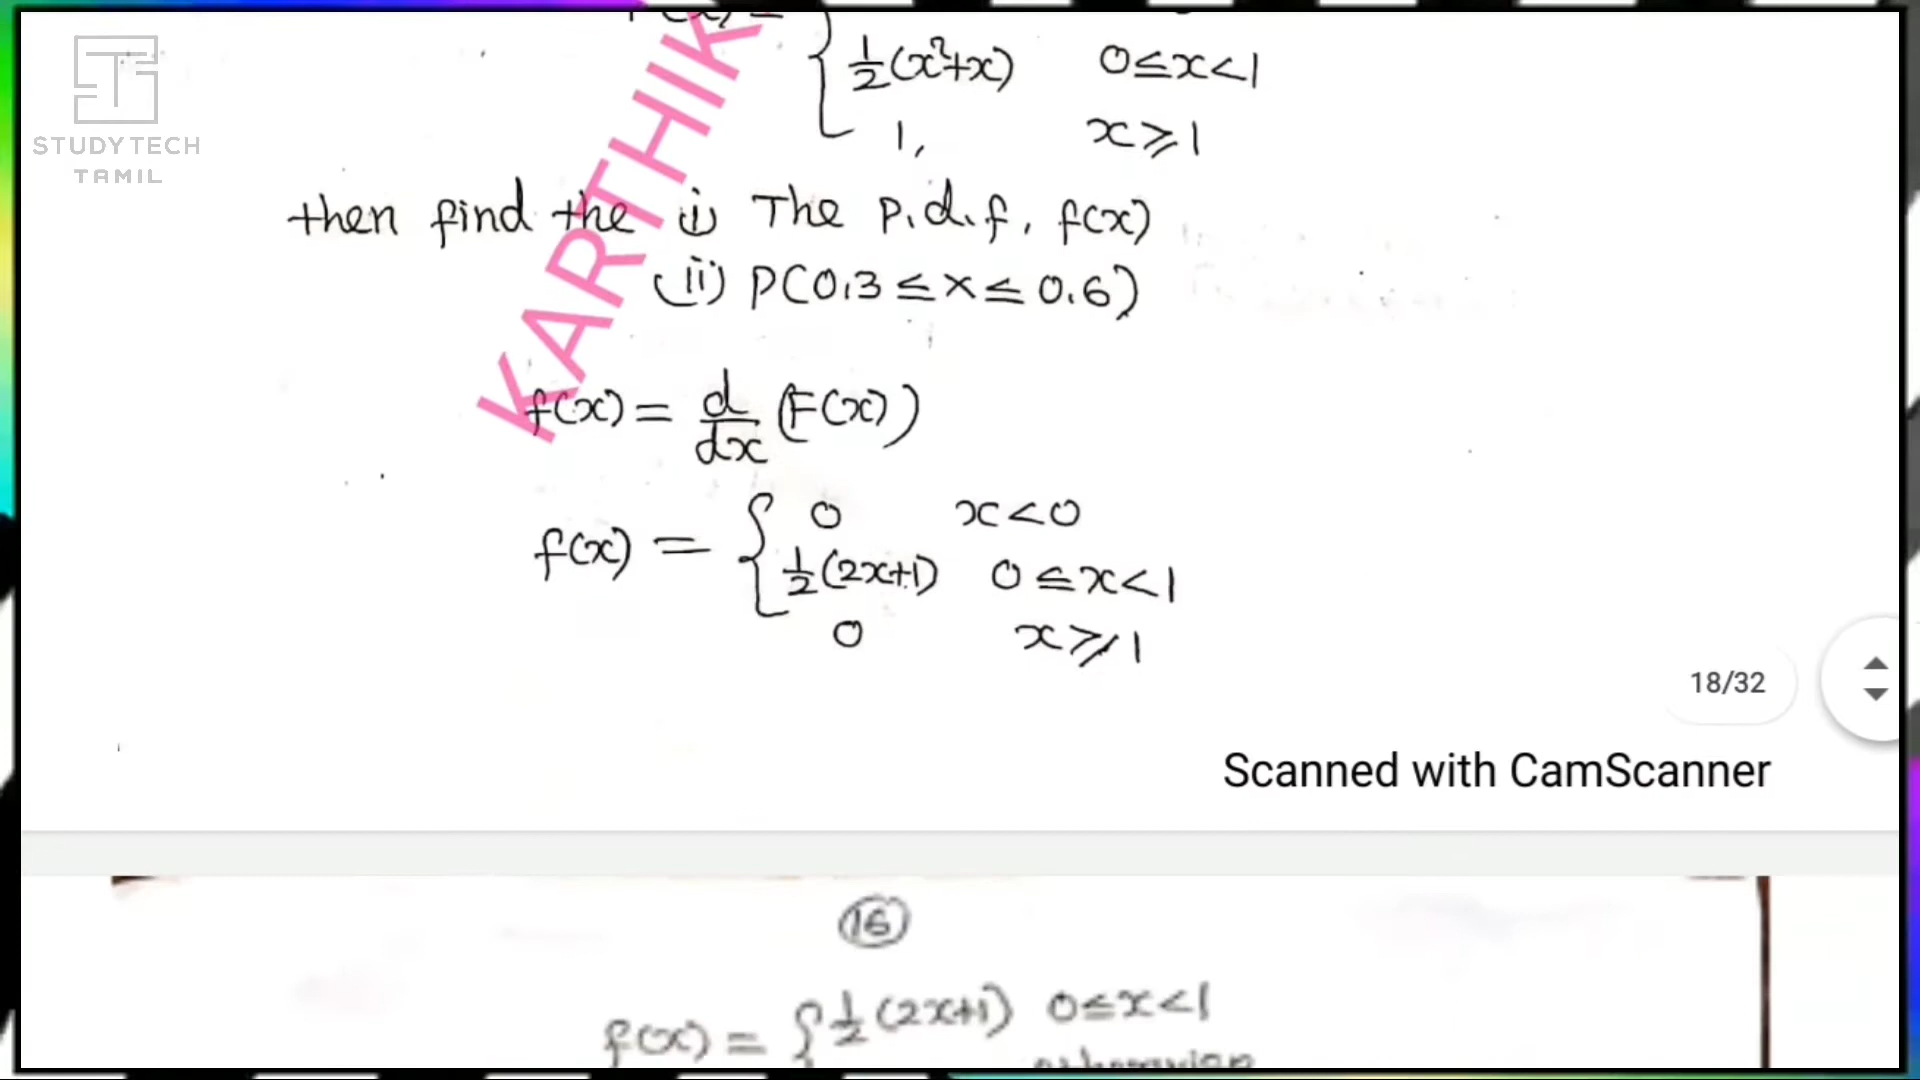 ½(x²+x) 0≤x<1
1, x≥1
STUDYTECH
TAMIL
KARTHIK
then find the (i) The p.d.f, f(x)
(ii) P(0.3≤x≤0.6)
f(x) = d/dx (F(x))
f(x) = { 0 x<0
½(2x+1) 0≤x<1
0 x≥1
18/32
Scanned with CamScanner
16
f(x) = { ½(2x+1) 0≤x<1